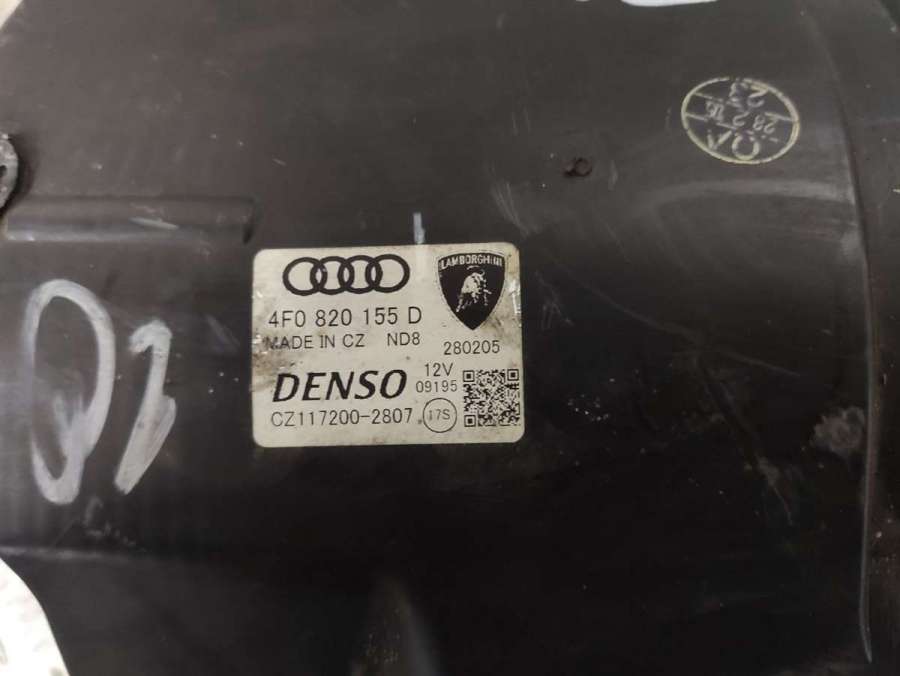 LAMBORGHINI
4F0 820 155 D
MADE IN CZ ND8
280205
DENSO
12V
09195
CZ117200-2807
17S